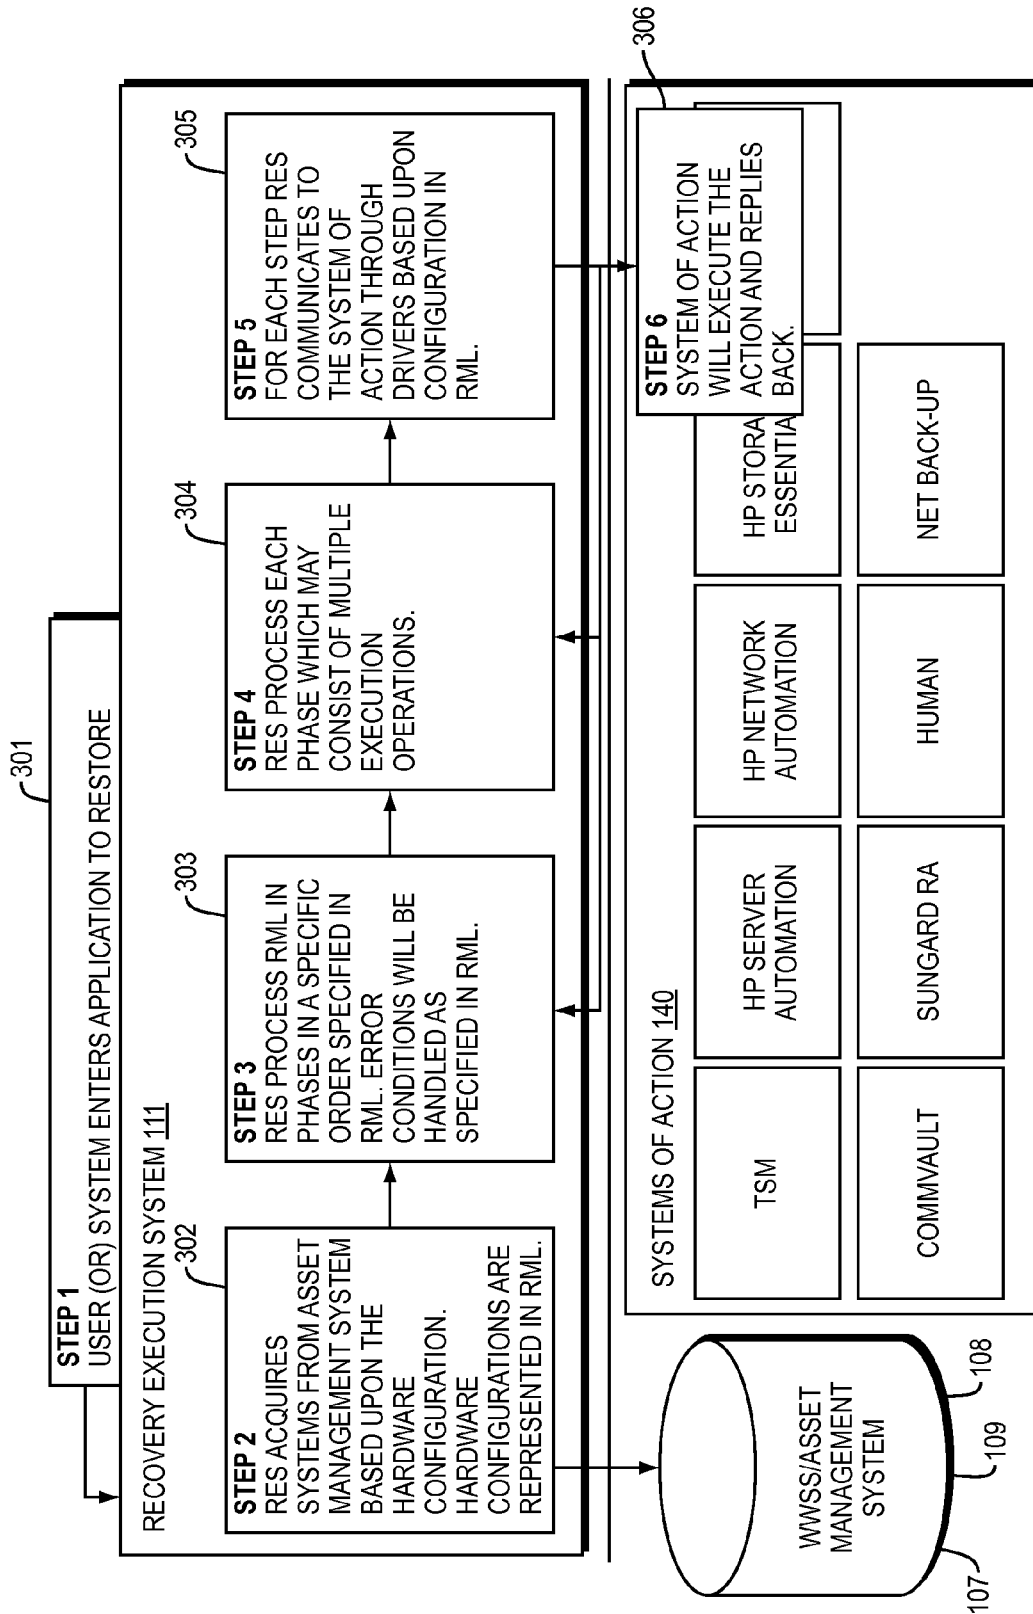 301
STEP 1
USER (OR) SYSTEM ENTERS APPLICATION TO RESTORE
RECOVERY EXECUTION SYSTEM 111
302
STEP 2
RES ACQUIRES
SYSTEMS FROM ASSET
MANAGEMENT SYSTEM
BASED UPON THE
HARDWARE
CONFIGURATION.
HARDWARE
CONFIGURATIONS ARE
REPRESENTED IN RML.
303
STEP 3
RES PROCESS RML IN
PHASES IN A SPECIFIC
ORDER SPECIFIED IN
RML. ERROR
CONDITIONS WILL BE
HANDLED AS
SPECIFIED IN RML.
304
STEP 4
RES PROCESS EACH
PHASE WHICH MAY
CONSIST OF MULTIPLE
EXECUTION
OPERATIONS.
305
STEP 5
FOR EACH STEP RES
COMMUNICATES TO
THE SYSTEM OF
ACTION THROUGH
DRIVERS BASED UPON
CONFIGURATION IN
RML.
306
STEP 6
SYSTEM OF ACTION
WILL EXECUTE THE
ACTION AND REPLIES
BACK.
WWSS/ASSET
MANAGEMENT
SYSTEM
107
109
108
SYSTEMS OF ACTION 140
TSM
HP SERVER
AUTOMATION
HP NETWORK
AUTOMATION
HP STORA
ESSENTIA
COMMVAULT
SUNGARD RA
HUMAN
NET BACK-UP